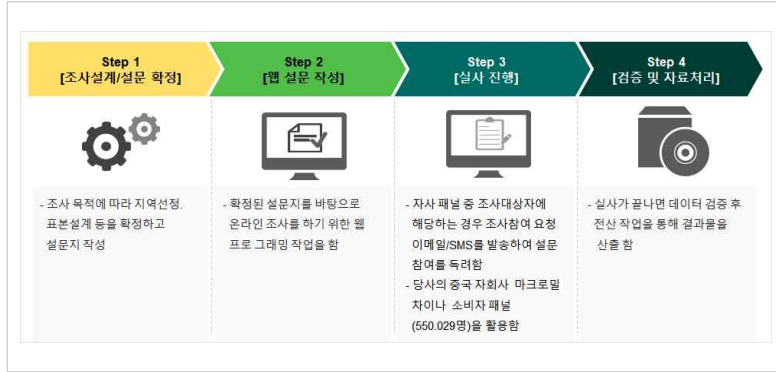 Step 1
[조사설계/설문 확정]
Step 2
[웹 설문 작성]
Step 3
[실사 진행]
Step 4
[검증 및 자료처리]
- 조사 목적에 따라 지역선정.
표본설계 등을 확정하고
설문지 작성
- 확정된 설문지를 바탕으로
온라인 조사를 하기 위한 웹
프로 그래밍 작업을 함
- 자사 패널 중 조사대상자에
해당하는 경우 조사참여 요청
이메일/SMS를 발송하여 설문
참여를 독려함
- 당사의 중국 자회사 마크로밀
차이나 소비자 패널
(550.029명)을 활용함
- 실사가 끝나면 데이터 검증 후
전산 작업을 통해 결과물을
산출 함